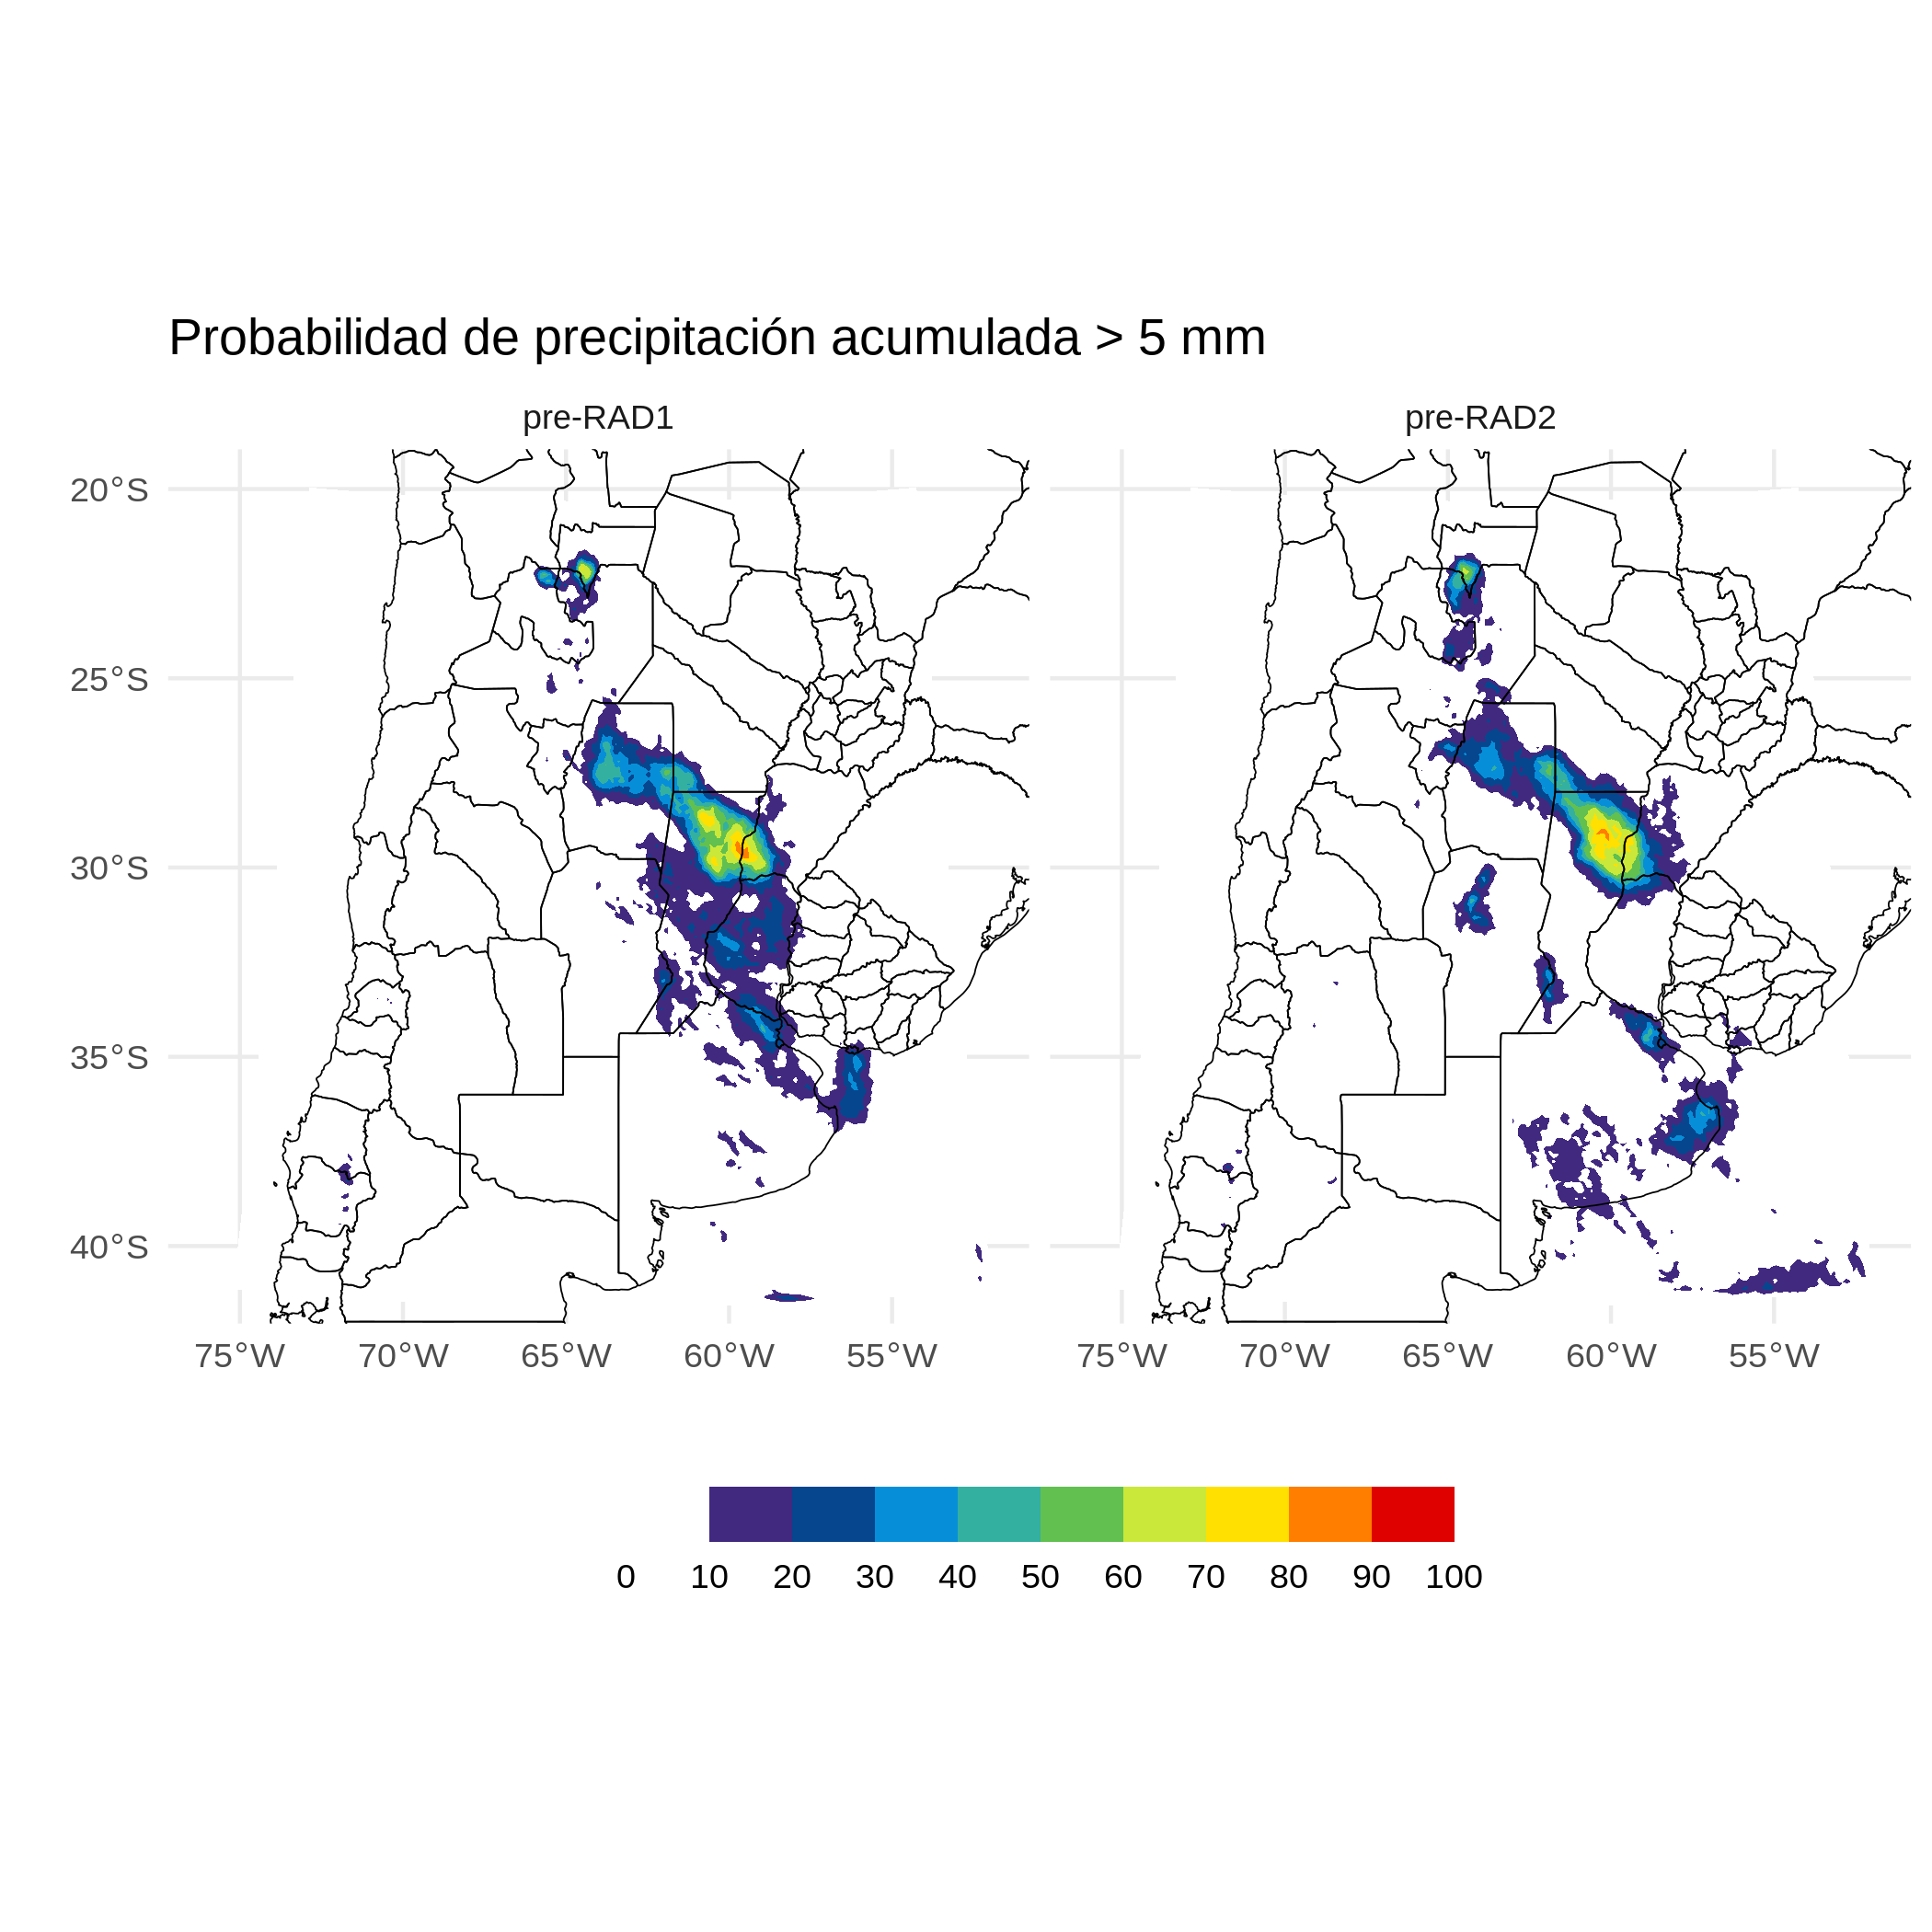 Probabilidad de precipitación acumulada > 5 mm
pre-RAD1 pre-RAD2
20°S
25°S
30°S
35°S
40°S
75°W 70°W 65°W 60°W 55°W 75°W 70°W 65°W 60°W 55°W
0 10 20 30 40 50 60 70 80 90 100